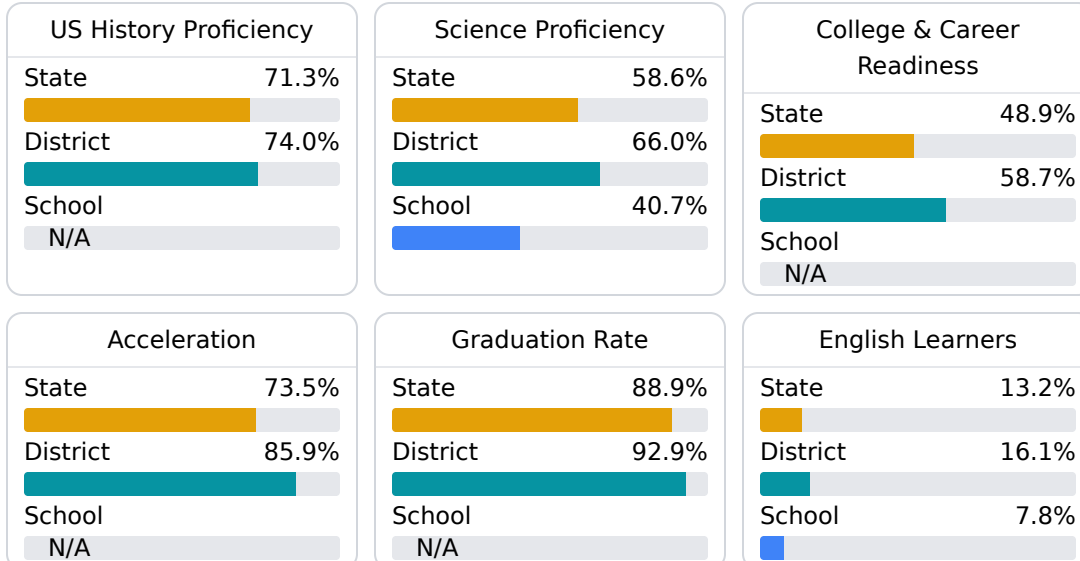 US History Proficiency
State 71.3%
District 74.0%
School
N/A
Science Proficiency
State 58.6%
District 66.0%
School 40.7%
College & Career
Readiness
State 48.9%
District 58.7%
School
N/A
Acceleration
State 73.5%
District 85.9%
School
N/A
Graduation Rate
State 88.9%
District 92.9%
School
N/A
English Learners
State 13.2%
District 16.1%
School 7.8%